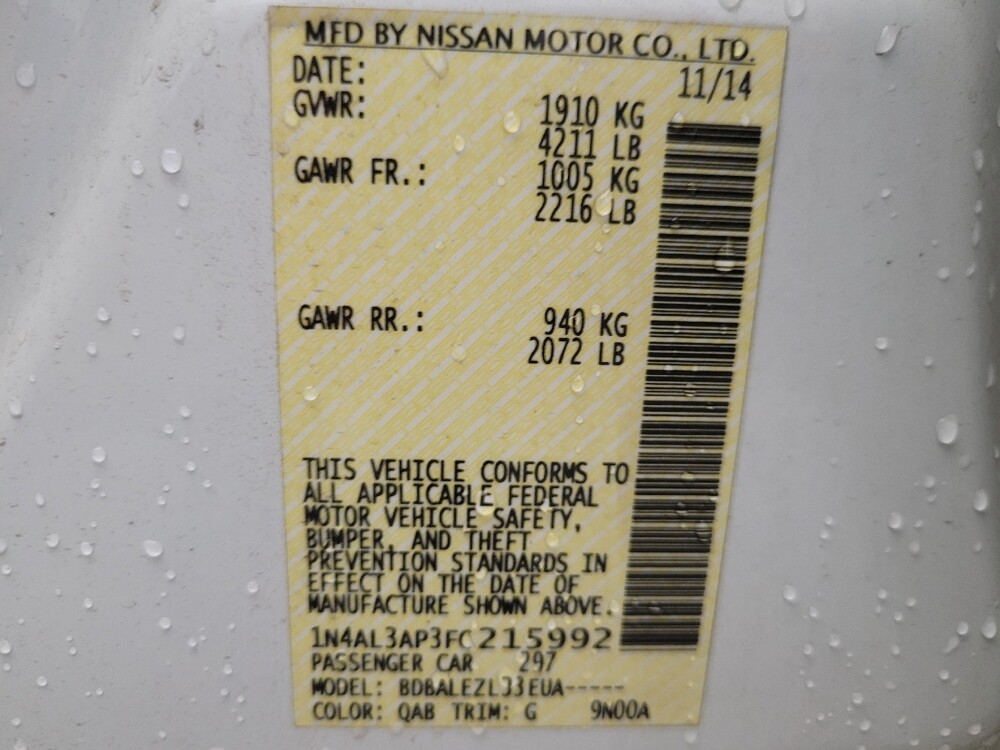 MFD BY NISSAN MOTOR CO., LTD.
DATE: 11/14
GVWR: 1910 KG
4211 LB
GAWR FR.: 1005 KG
2216 LB
GAWR RR.: 940 KG
2072 LB
THIS VEHICLE CONFORMS TO
ALL APPLICABLE FEDERAL
MOTOR VEHICLE SAFETY,
BUMPER, AND THEFT
PREVENTION STANDARDS IN
EFFECT ON THE DATE OF
MANUFACTURE SHOWN ABOVE.
1N4AL3AP3FC215992
PASSENGER CAR 297
MODEL: BDBALEZL33EUA-----
COLOR: QAB TRIM: G 9N00A